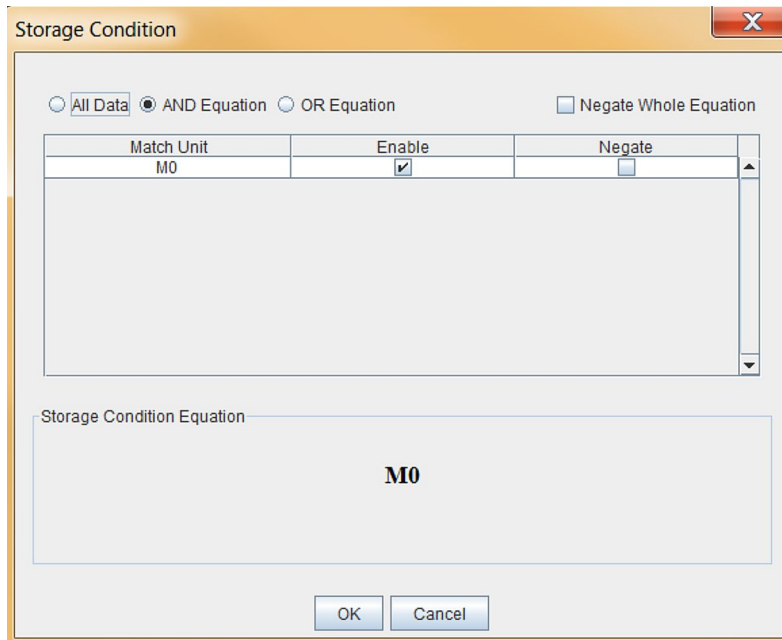 Storage Condition
All Data AND Equation OR Equation Negate Whole Equation
Match Unit Enable Negate
M0
Storage Condition Equation
M0
OK Cancel